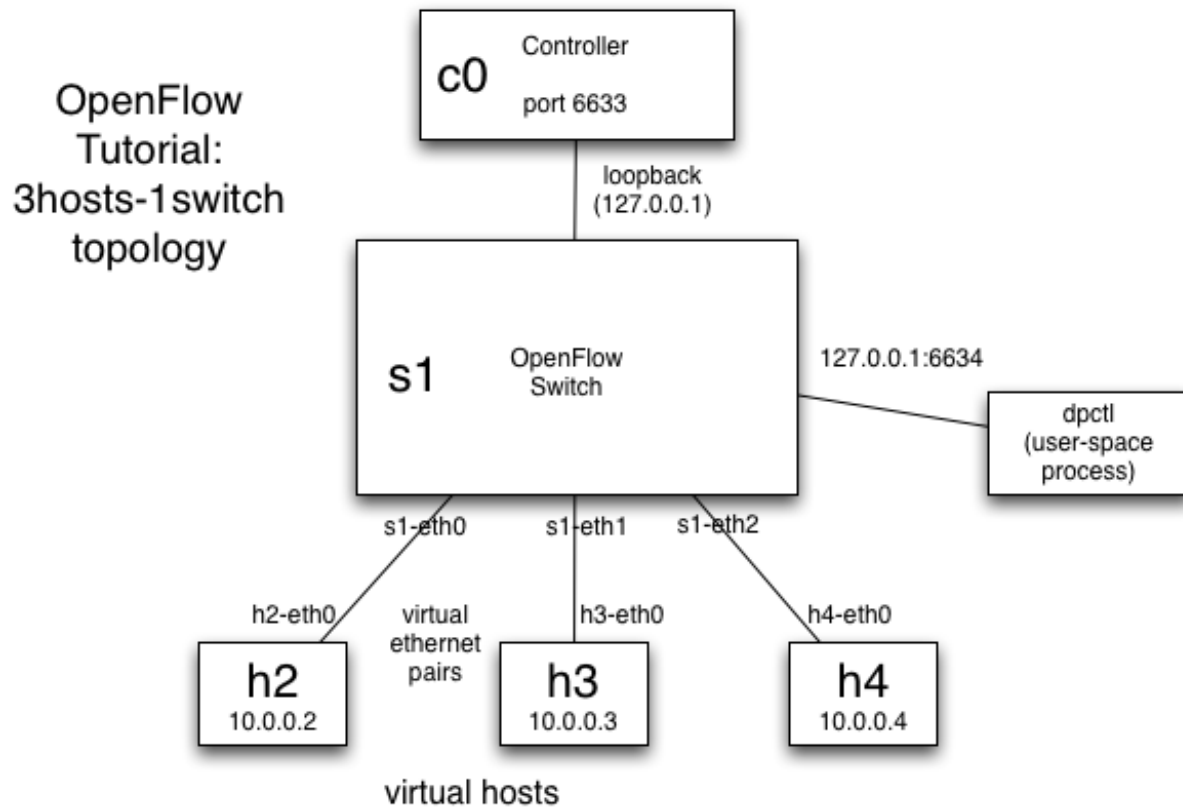 OpenFlow
Tutorial:
3hosts-1switch
topology
c0
Controller
port 6633
loopback
(127.0.0.1)
s1
OpenFlow
Switch
127.0.0.1:6634
dpctl
(user-space
process)
s1-eth0
s1-eth1
s1-eth2
h2-eth0
virtual
ethernet
pairs
h3-eth0
h4-eth0
h2
10.0.0.2
h3
10.0.0.3
h4
10.0.0.4
virtual hosts